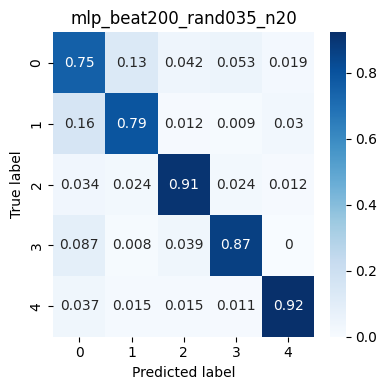 mlp_beat200_rand035_n20
0 0.75 0.13 0.042 0.053 0.019
1 0.16 0.79 0.012 0.009 0.03
2 0.034 0.024 0.91 0.024 0.012
3 0.087 0.008 0.039 0.87 0
4 0.037 0.015 0.015 0.011 0.92
0 1 2 3 4
True label
Predicted label
0.8
0.6
0.4
0.2
0.0